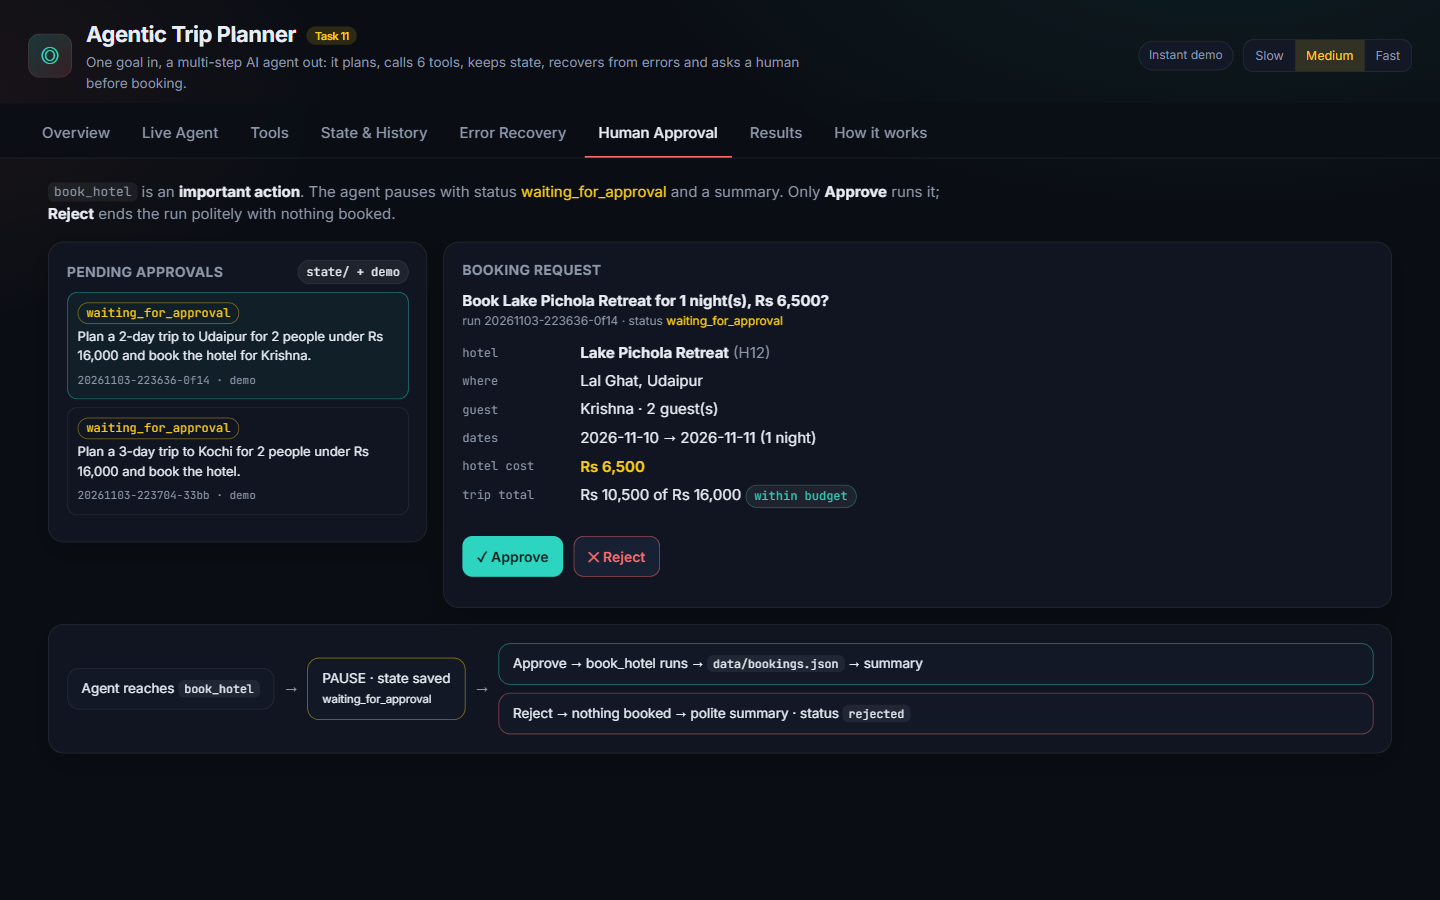 Agentic Trip Planner Task 11
One goal in, a multi-step AI agent out: it plans, calls 6 tools, keeps state, recovers from errors and asks a human
before booking.
Instant demo Slow Medium Fast
Overview Live Agent Tools State & History Error Recovery Human Approval Results How it works
book_hotel is an important action. The agent pauses with status waiting_for_approval and a summary. Only Approve runs it;
Reject ends the run politely with nothing booked.
PENDING APPROVALS state/ + demo
waiting_for_approval
Plan a 2-day trip to Udaipur for 2 people under Rs
16,000 and book the hotel for Krishna.
20261103-223636-0f14 · demo
waiting_for_approval
Plan a 3-day trip to Kochi for 2 people under Rs
16,000 and book the hotel.
20261103-223704-33bb · demo
BOOKING REQUEST
Book Lake Pichola Retreat for 1 night(s), Rs 6,500?
run 20261103-223636-0f14 · status waiting_for_approval
hotel Lake Pichola Retreat (H12)
where Lal Ghat, Udaipur
guest Krishna · 2 guest(s)
dates 2026-11-10 → 2026-11-11 (1 night)
hotel cost Rs 6,500
trip total Rs 10,500 of Rs 16,000 within budget
✓ Approve ✕ Reject
Agent reaches book_hotel →
PAUSE · state saved
waiting_for_approval
→
Approve → book_hotel runs → data/bookings.json → summary
Reject → nothing booked → polite summary · status rejected